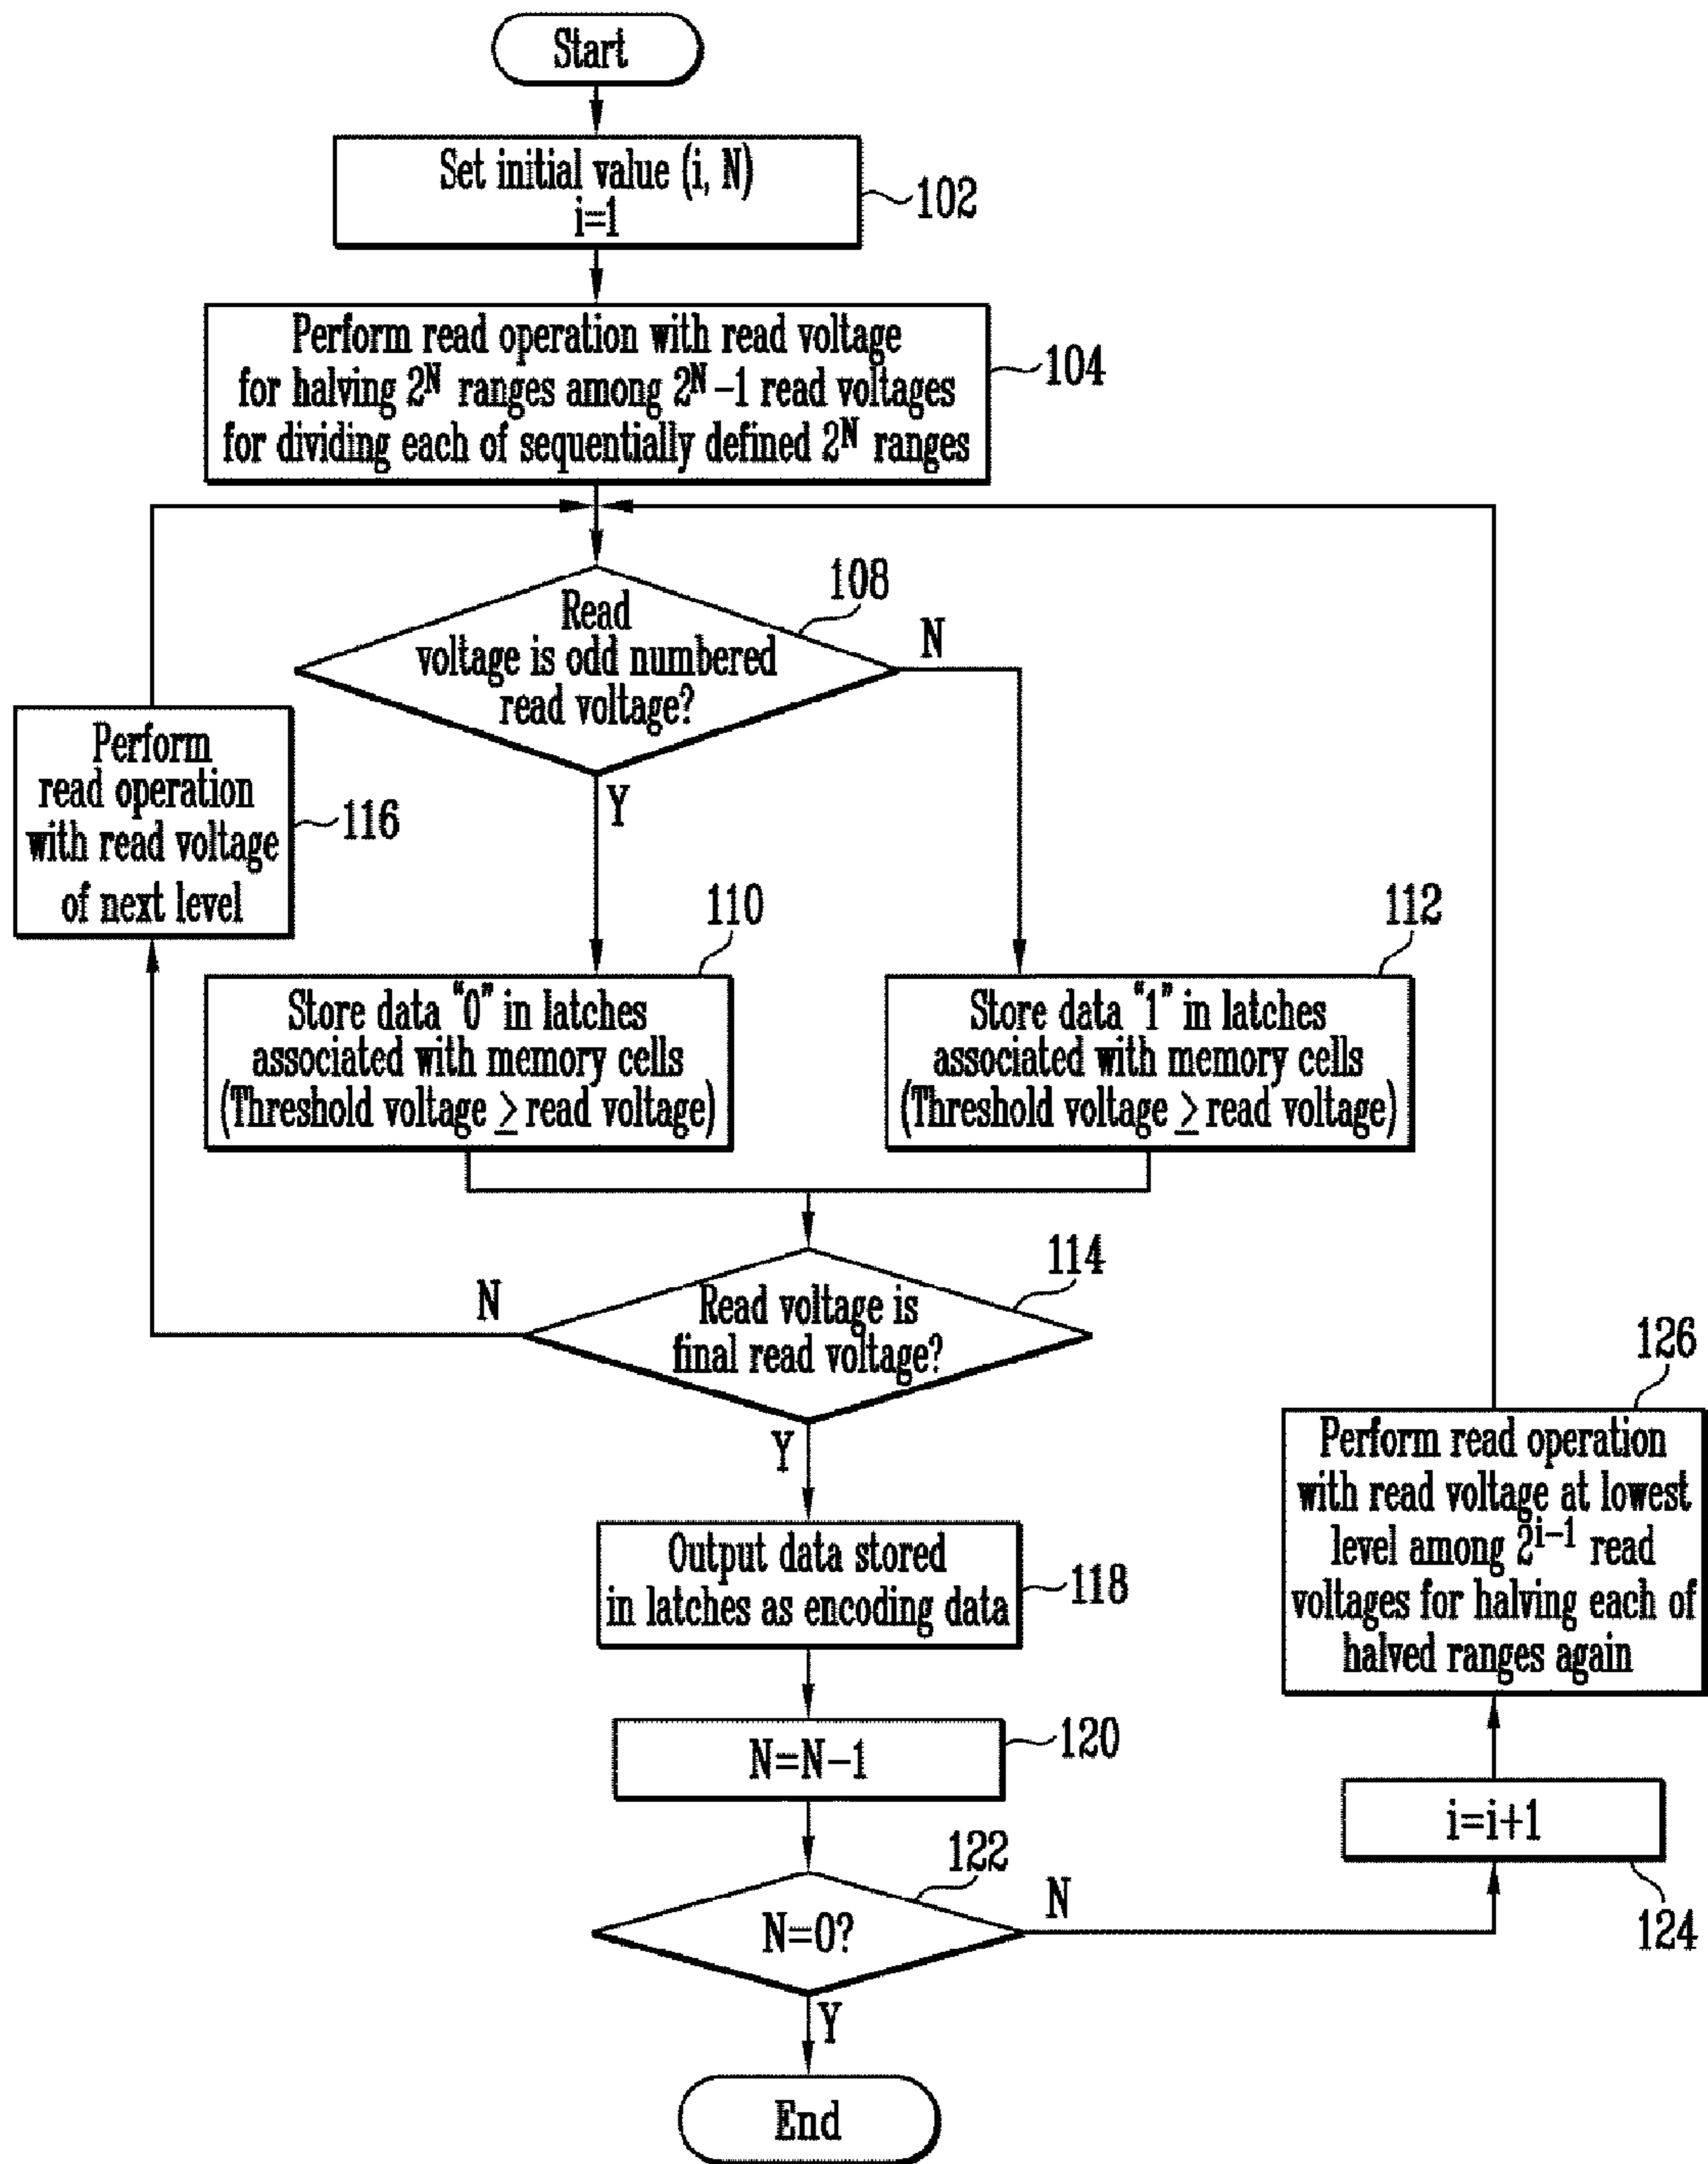 Start
Set initial value (i, N)
i=1
102
Perform read operation with read voltage
for halving 2^N ranges among 2^N-1 read voltages
for dividing each of sequentially defined 2^N ranges
104
108
Read
voltage is odd numbered
read voltage?
N
Y
Perform
read operation
with read voltage
of next level
116
110
Store data "0" in latches
associated with memory cells
(Threshold voltage ≥ read voltage)
112
Store data "1" in latches
associated with memory cells
(Threshold voltage ≥ read voltage)
114
Read voltage is
final read voltage?
N
Y
126
Perform read operation
with read voltage at lowest
level among 2^i-1 read
voltages for halving each of
halved ranges again
Output data stored
in latches as encoding data
118
N=N-1
120
i=i+1
124
122
N=0?
N
Y
End